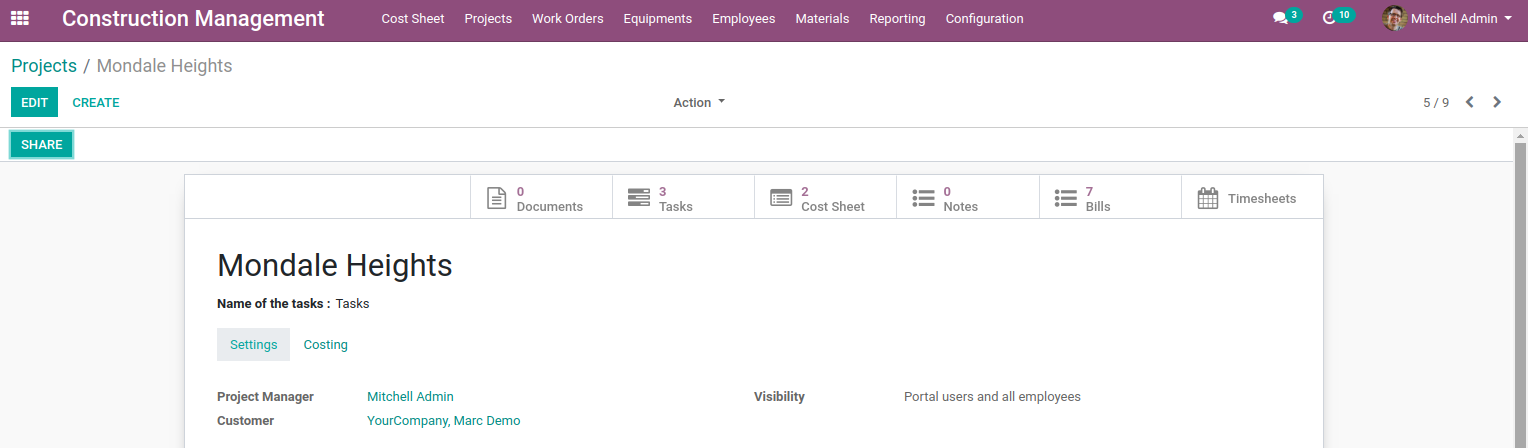 Construction Management Cost Sheet Projects Work Orders Equipments Employees Materials Reporting Configuration 3 10 Mitchell Admin
Projects / Mondale Heights
EDIT CREATE Action 5 / 9
SHARE
0 Documents 3 Tasks 2 Cost Sheet 0 Notes 7 Bills Timesheets
Mondale Heights
Name of the tasks : Tasks
Settings Costing
Project Manager Mitchell Admin Visibility Portal users and all employees
Customer YourCompany, Marc Demo